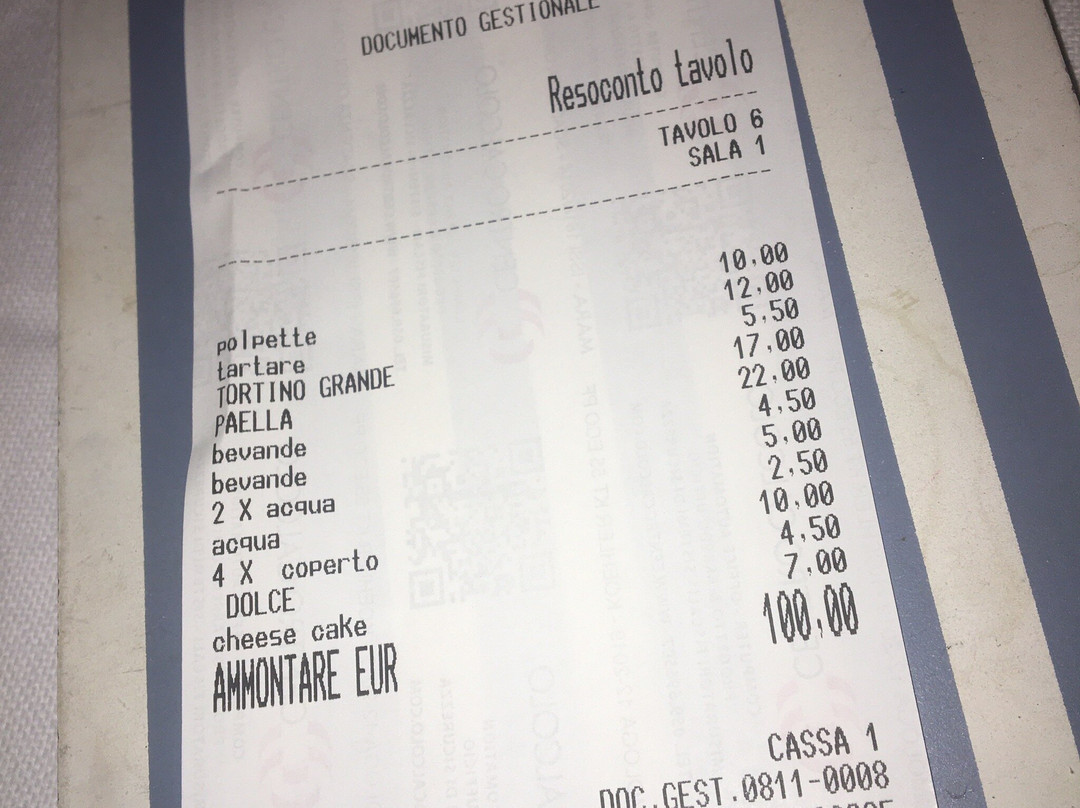 DOCUMENTO GESTIONALE
Resoconto tavolo
TAVOLO 6
SALA 1
polpette 10,00
tartare 12,00
TORTINO GRANDE 5,50
PAELLA 17,00
bevande 22,00
bevande 4,50
2 X acqua 5,00
acqua 2,50
4 X coperto 10,00
DOLCE 4,50
cheese cake 7,00
AMMONTARE EUR 100,00
CASSA 1
DOC.GEST.0811-0008